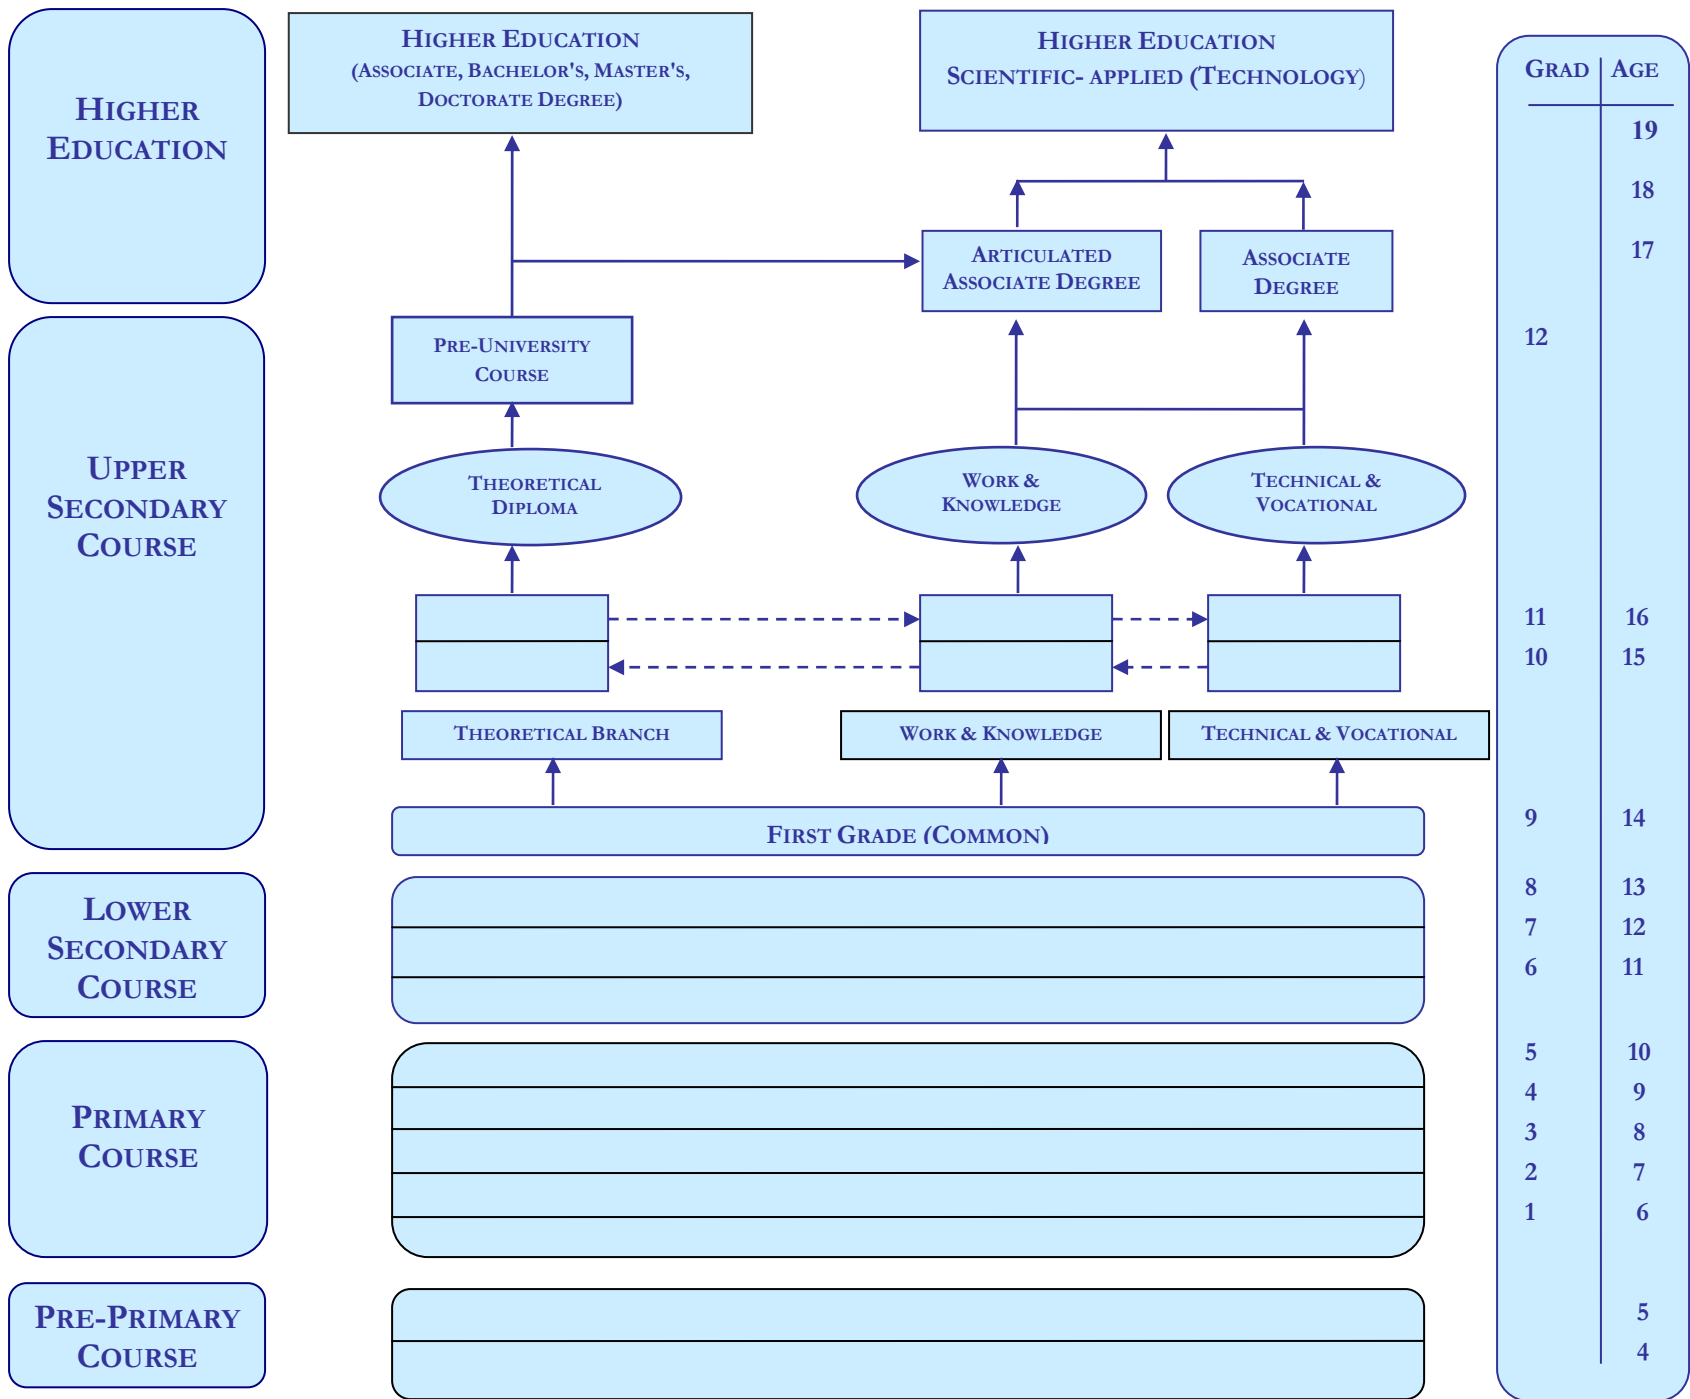 HIGHER
EDUCATION
HIGHER EDUCATION
(ASSOCIATE, BACHELOR'S, MASTER'S,
DOCTORATE DEGREE)
HIGHER EDUCATION
SCIENTIFIC- APPLIED (TECHNOLOGY)
GRAD AGE
19
18
17
ARTICULATED
ASSOCIATE DEGREE
ASSOCIATE
DEGREE
UPPER
SECONDARY
COURSE
PRE-UNIVERSITY
COURSE
12
THEORETICAL
DIPLOMA
WORK &
KNOWLEDGE
TECHNICAL &
VOCATIONAL
11 16
10 15
THEORETICAL BRANCH
WORK & KNOWLEDGE
TECHNICAL & VOCATIONAL
FIRST GRADE (COMMON)
9 14
LOWER
SECONDARY
COURSE
8 13
7 12
6 11
PRIMARY
COURSE
5 10
4 9
3 8
2 7
1 6
PRE-PRIMARY
COURSE
5
4